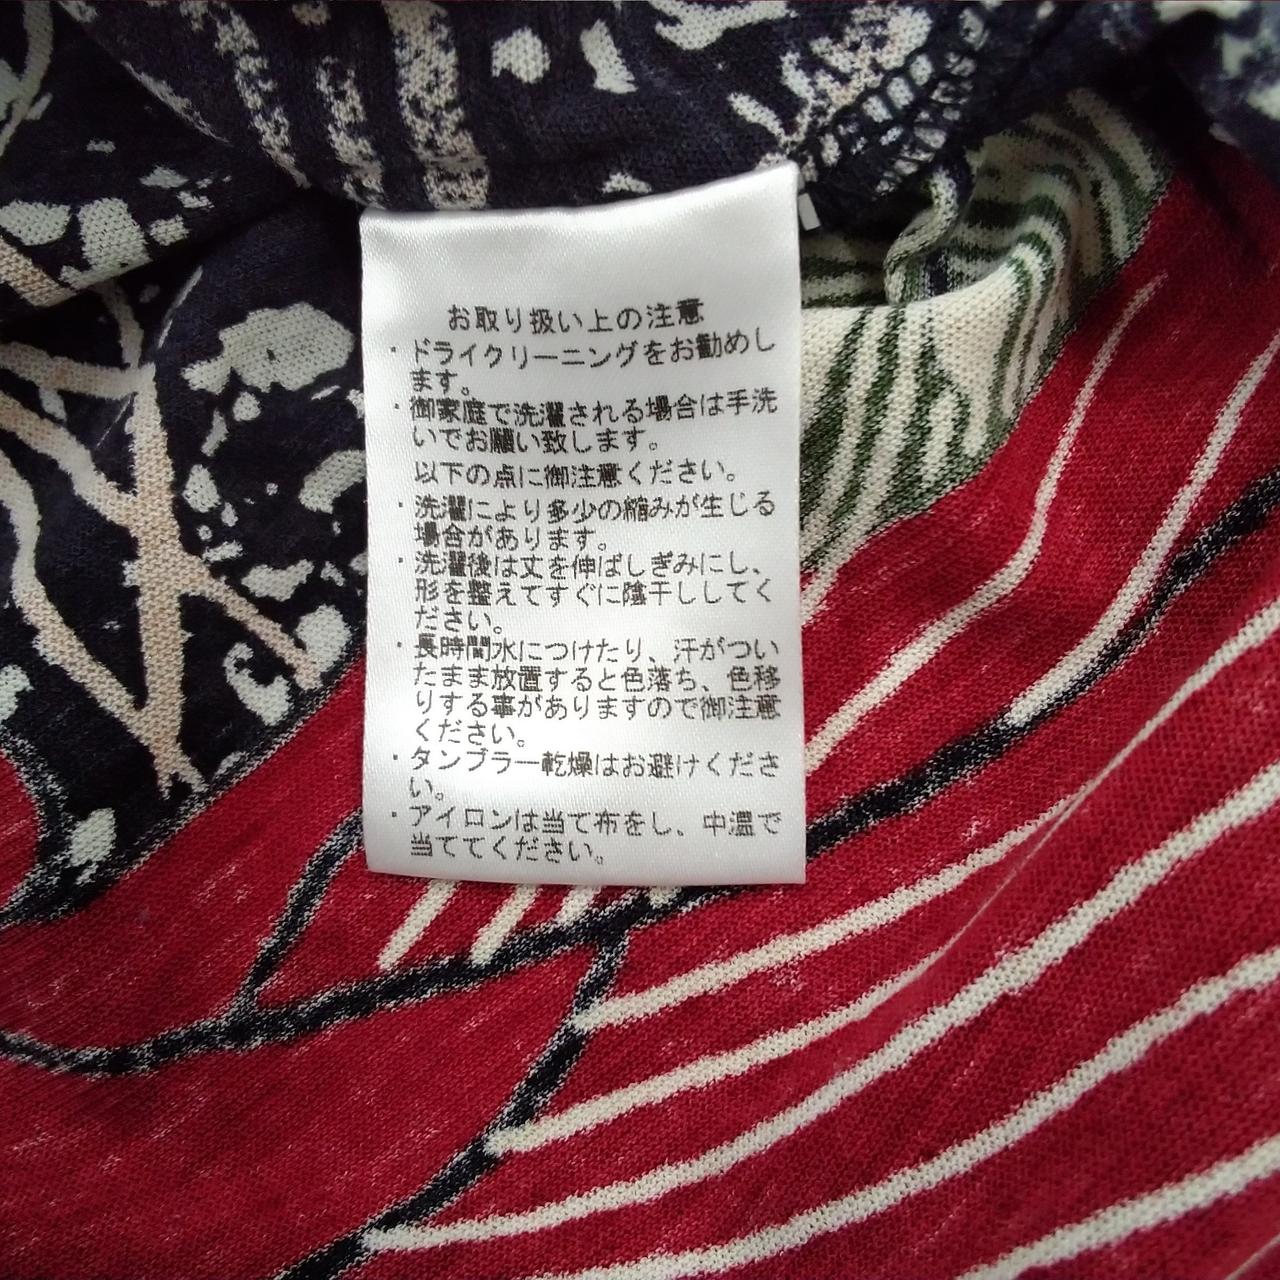 お取り扱い上の注意
・ドライクリーニングをお勧めし
ます。
・御家庭で洗濯される場合は手洗
いでお願い致します。
以下の点に御注意ください。
・洗濯により多少の縮みが生じる
場合があります。
・洗濯後は丈を伸ばしぎみにし、
形を整えてすぐに陰干ししてく
ださい。
・長時間水につけたり、汗がつい
たまま放置すると色落ち、色移
りする事がありますので御注意
ください。
・タンブラー乾燥はお避けくださ
い。
・アイロンは当て布をし、中温で
当ててください。